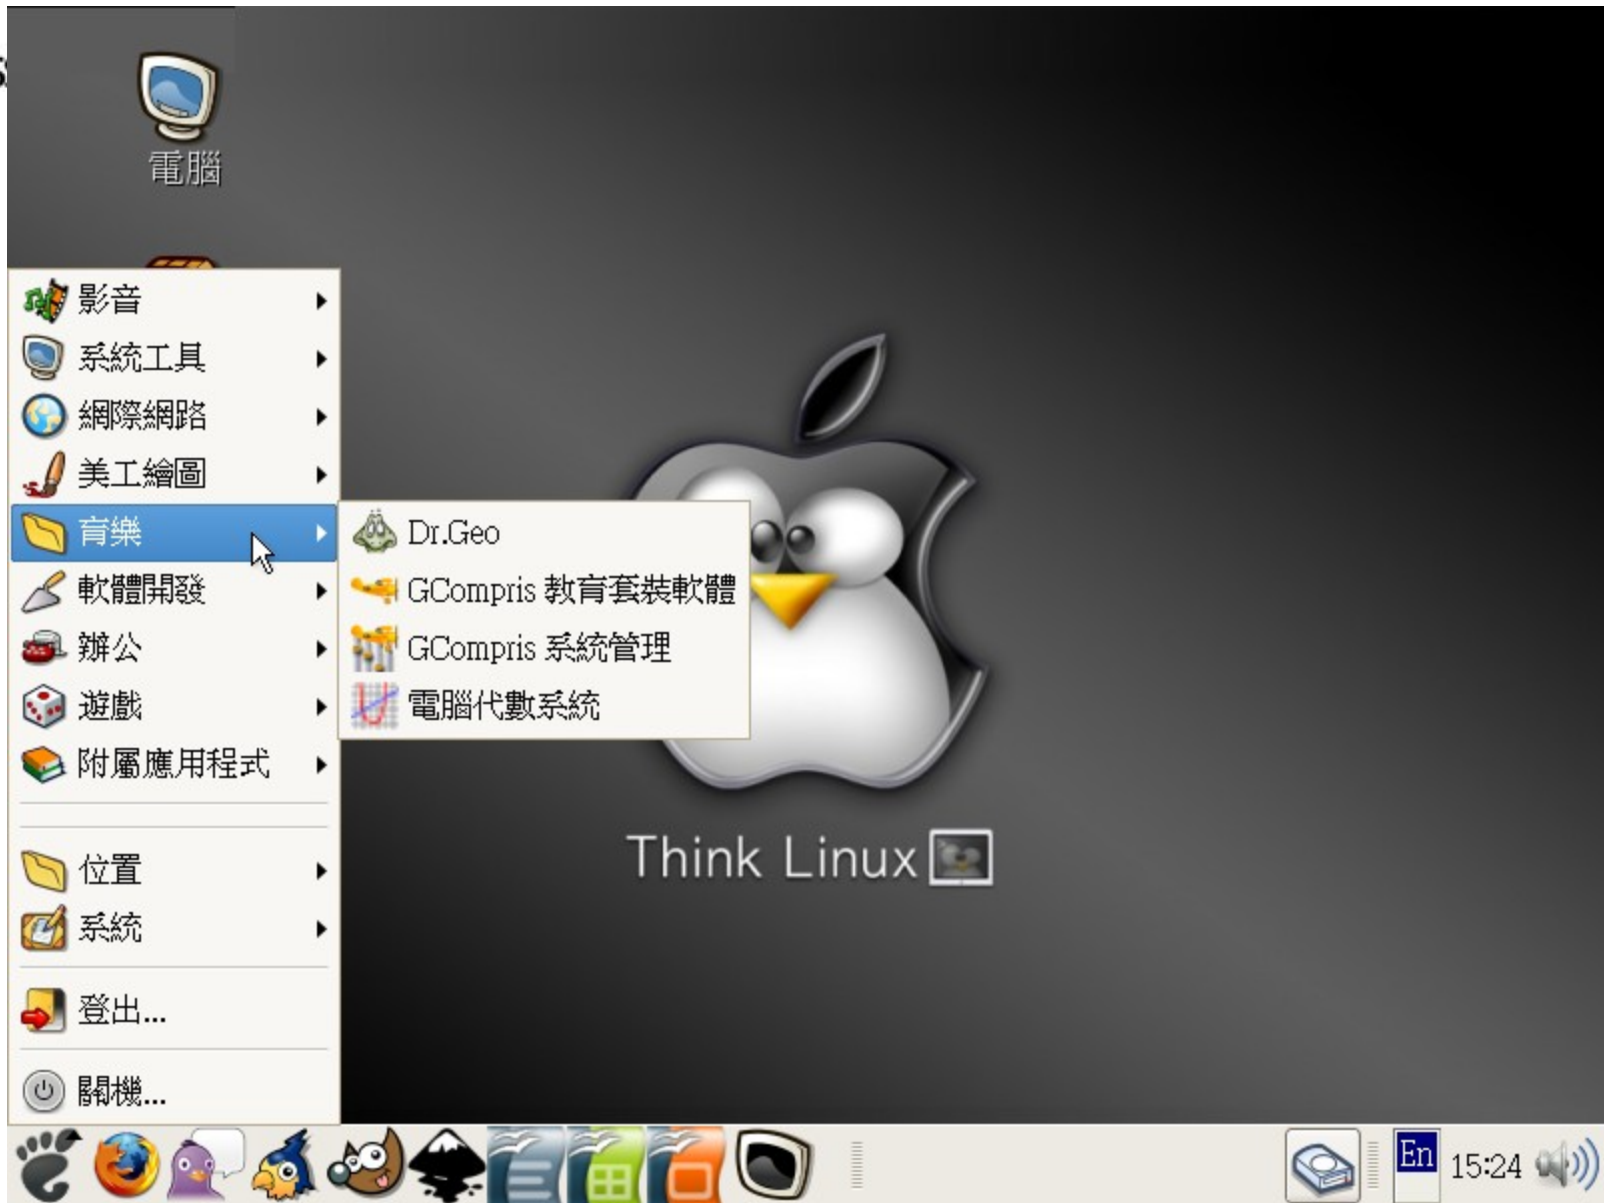 電腦
影音
系統工具
網際網路
美工繪圖
育樂
軟體開發
辦公
遊戲
附屬應用程式
位置
系統
登出...
關機...
Dr.Geo
GCompris 教育套裝軟體
GCompris 系統管理
電腦代數系統
Think Linux
En
15:24